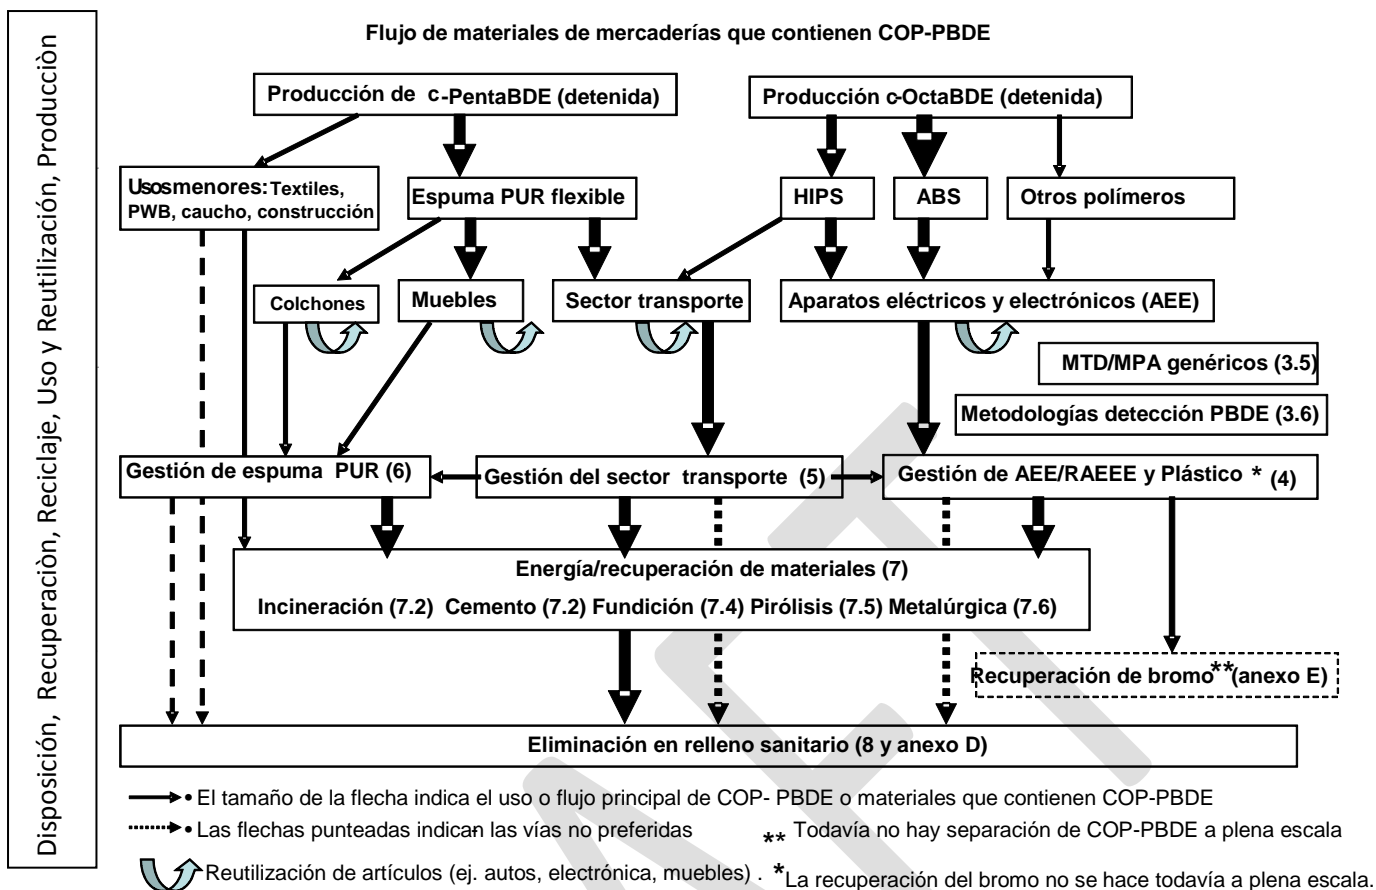 Flujo de materiales de mercaderías que contienen COP-PBDE
Disposición, Recuperaciòn, Reciclaje, Uso y Reutilización, Producciòn
Producción de c-PentaBDE (detenida)
Producción c-OctaBDE (detenida)
Usosmenores: Textiles,
PWB, caucho, construcción
Espuma PUR flexible
HIPS
ABS
Otros polímeros
Colchones
Muebles
Sector transporte
Aparatos eléctricos y electrónicos (AEE)
MTD/MPA genéricos (3.5)
Metodologías detección PBDE (3.6)
Gestión de espuma PUR (6)
Gestión del sector transporte (5)
Gestión de AEE/RAEEE y Plástico * (4)
Energía/recuperación de materiales (7)
Incineración (7.2) Cemento (7.2) Fundición (7.4) Pirólisis (7.5) Metalúrgica (7.6)
Recuperación de bromo** (anexo E)
Eliminación en relleno sanitario (8 y anexo D)
• El tamaño de la flecha indica el uso o flujo principal de COP- PBDE o materiales que contienen COP-PBDE
• Las flechas punteadas indican las vías no preferidas
** Todavía no hay separación de COP-PBDE a plena escala
Reutilización de artículos (ej. autos, electrónica, muebles) .
*La recuperación del bromo no se hace todavía a plena escala.